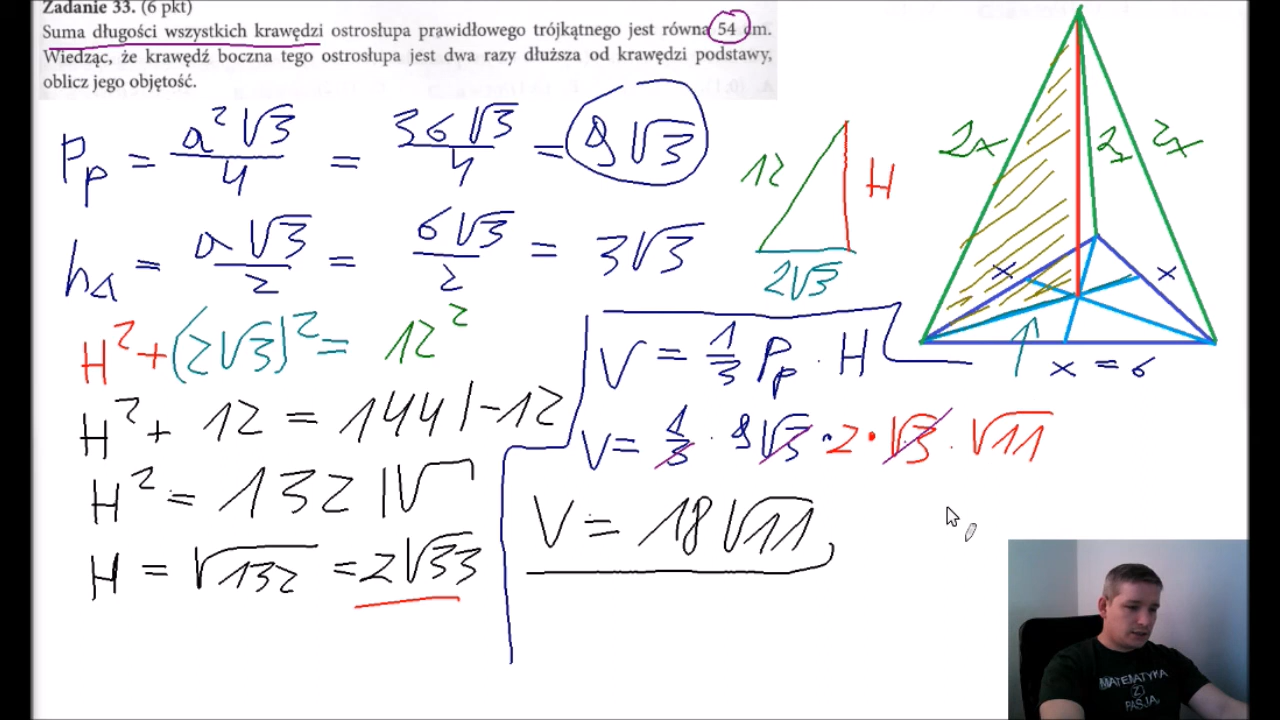 Zadanie 33. (6 pkt)
Suma długości wszystkich krawędzi ostrosłupa prawidłowego trójkątnego jest równa 54 dm.
Wiedząc, że krawędź boczna tego ostrosłupa jest dwa razy dłuższa od krawędzi podstawy,
oblicz jego objętość.
Pp = a²√3/4 = 36√3/4 = 9√3
h△ = a√3/2 = 6√3/2 = 3√3
H² + (2√3)² = 12²
H² + 12 = 144 |-12
H² = 132 |√
H = √132 = 2√33
12 H
2√3
V = 1/3 Pp · H
V = 1/3 · 9√3 · 2 · √3 · √11
V = 18√11
2x 2x 2x
x x
x = 6
MATEMATYKA
Z
PASJĄ